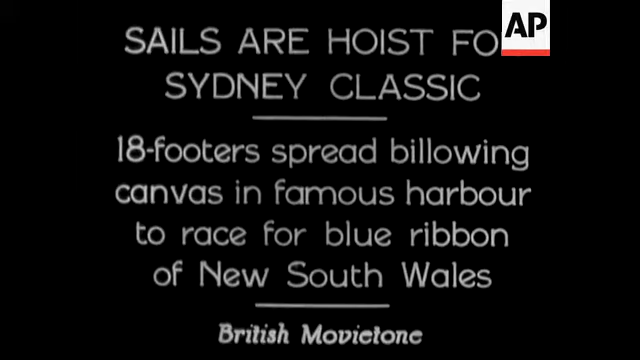 AP
SAILS ARE HOIST FO
SYDNEY CLASSIC
18-footers spread billowing
canvas in famous harbour
to race for blue ribbon
of New South Wales
British Movietone